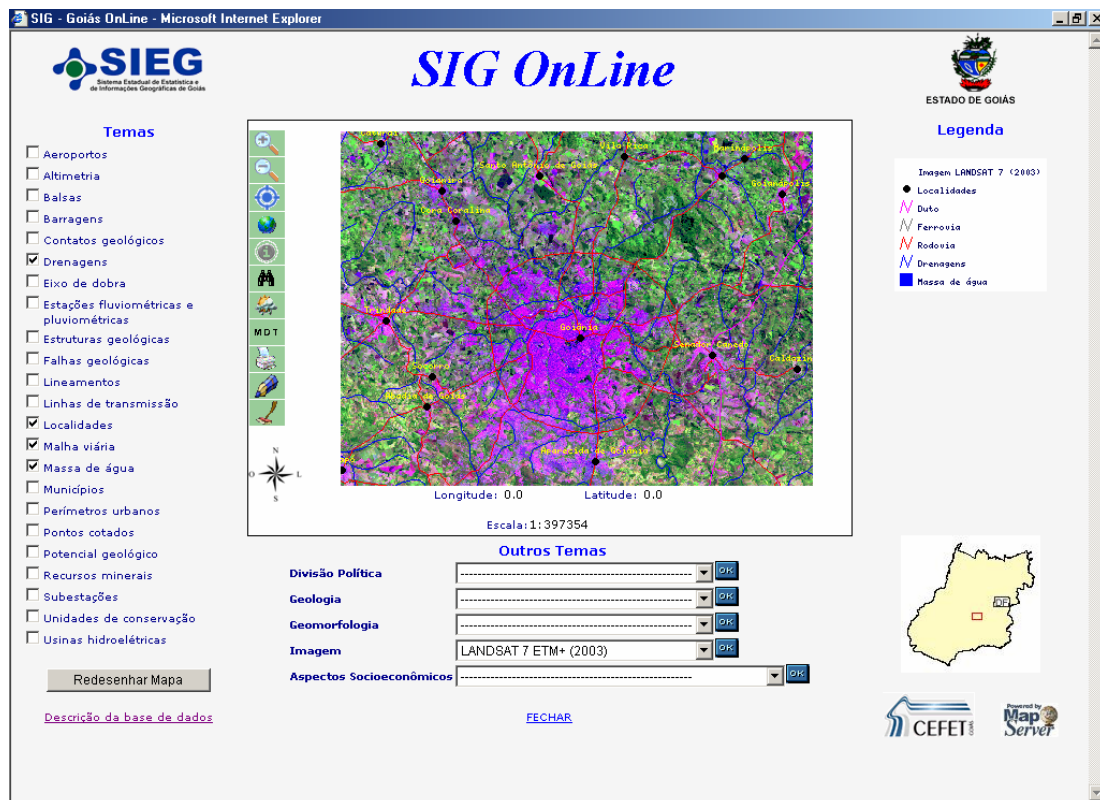 SIG - Goiás OnLine - Microsoft Internet Explorer
SIEG
Sistema Estadual de Estatística e
de Informações Geográficas de Goiás
SIG OnLine
ESTADO DE GOIÁS
Temas
Aeroportos
Altimetria
Balsas
Barragens
Contatos geológicos
Drenagens
Eixo de dobra
Estações fluviométricas e
pluviométricas
Estruturas geológicas
Falhas geológicas
Lineamentos
Linhas de transmissão
Localidades
Malha viária
Massa de água
Municípios
Perímetros urbanos
Pontos cotados
Potencial geológico
Recursos minerais
Subestações
Unidades de conservação
Usinas hidroelétricas
Redesenhar Mapa
Descrição da base de dados
MDT
N
O
L
S
Vila Rica
Santo Antônio de Goiás
Goianira
Goianápolis
Cora Coralina
Trindade
Goiânia
Senador Canedo
Caldazin
Abadia de Goiás
Aparecida de Goiânia
Longitude: 0.0
Latitude: 0.0
Escala: 1:397354
Outros Temas
Divisão Política
OK
Geologia
OK
Geomorfologia
OK
Imagem
LANDSAT 7 ETM+ (2003)
OK
Aspectos Socioeconômicos
OK
FECHAR
Legenda
Imagem LANDSAT 7 (2003)
Localidades
Duto
Ferrovia
Rodovia
Drenagens
Massa de água
DF
CEFET
GOIÁS
Powered by
Map
Server